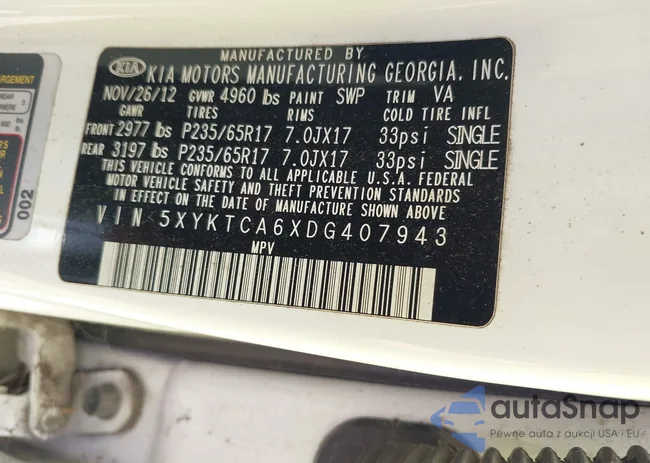 MANUFACTURED BY
KIA KIA MOTORS MANUFACTURING GEORGIA, INC.
NOV/26/12 GVWR 4960 lbs PAINT SWP TRIM VA
GAWR TIRES RIMS COLD TIRE INFL
FRONT 2977 lbs P235/65R17 7.0JX17 33psi SINGLE
REAR 3197 lbs P235/65R17 7.0JX17 33psi SINGLE
THIS VEHICLE CONFORMS TO ALL APPLICABLE U.S.A. FEDERAL
MOTOR VEHICLE SAFETY AND THEFT PREVENTION STANDARDS
IN EFFECT ON THE DATE OF MANUFACTURE SHOWN ABOVE
VIN 5XYKTCA6XDG407943
MPV
002
autoSnap
Pewne auta z aukcji USA i EU